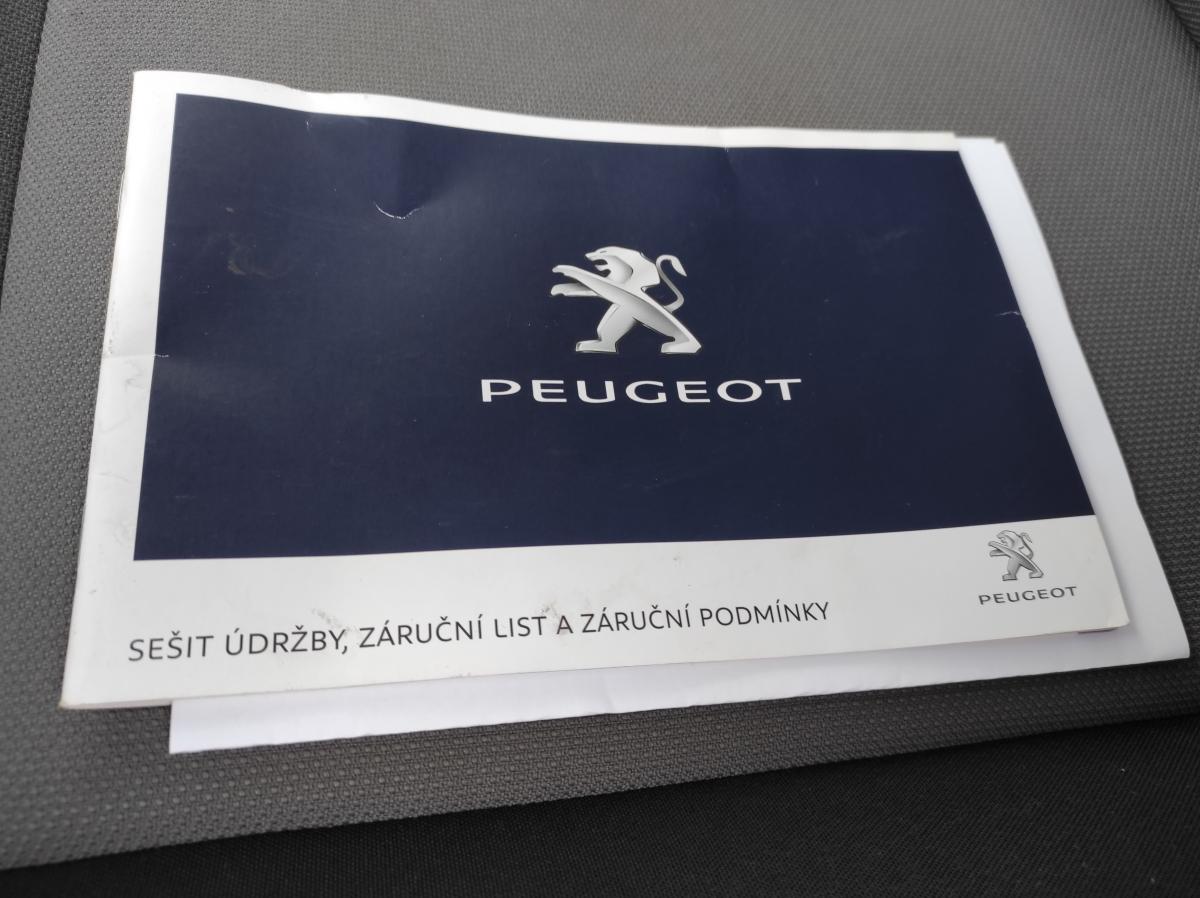 PEUGEOT
PEUGEOT
SEŠIT ÚDRŽBY, ZÁRUČNÍ LIST A ZÁRUČNÍ PODMÍNKY